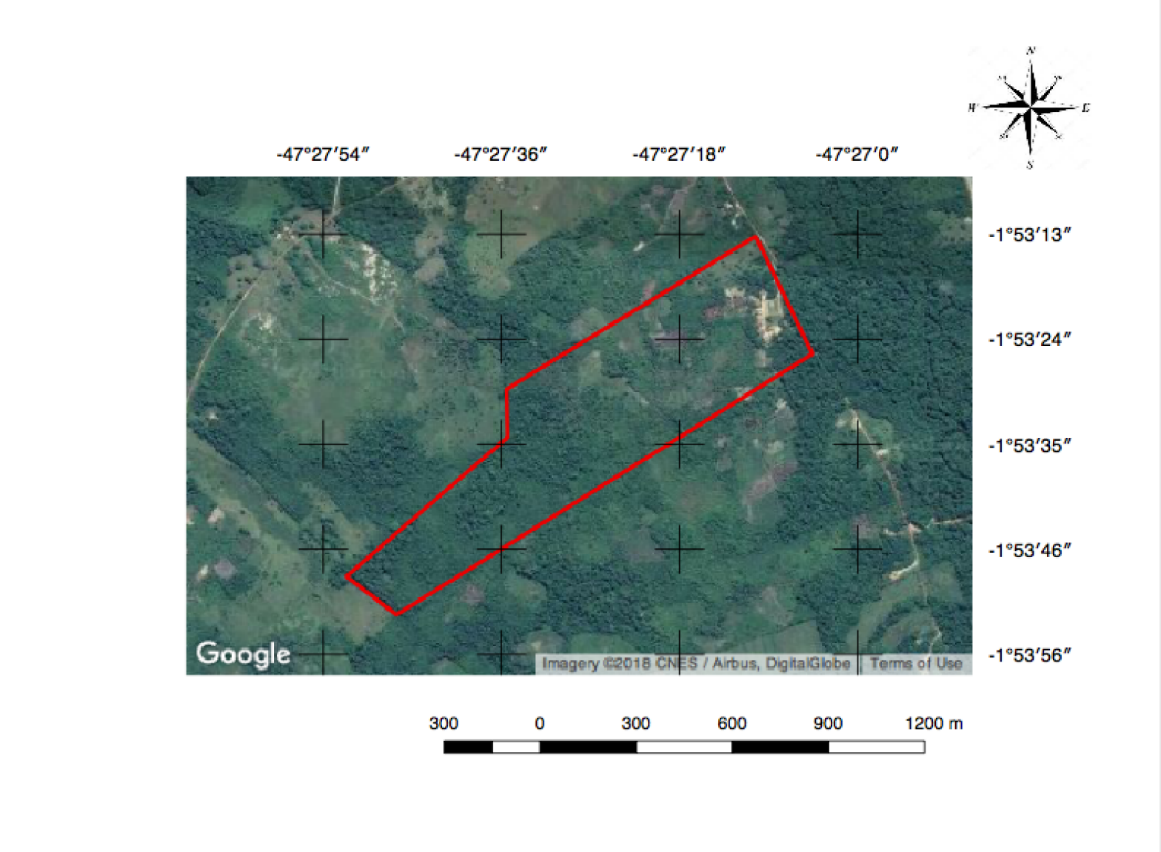 N
W E
S
-47°27′54″ -47°27′36″ -47°27′18″ -47°27′0″
-1°53′13″
-1°53′24″
-1°53′35″
-1°53′46″
-1°53′56″
Google
Imagery ©2018 CNES / Airbus, DigitalGlobe Terms of Use
300 0 300 600 900 1200 m